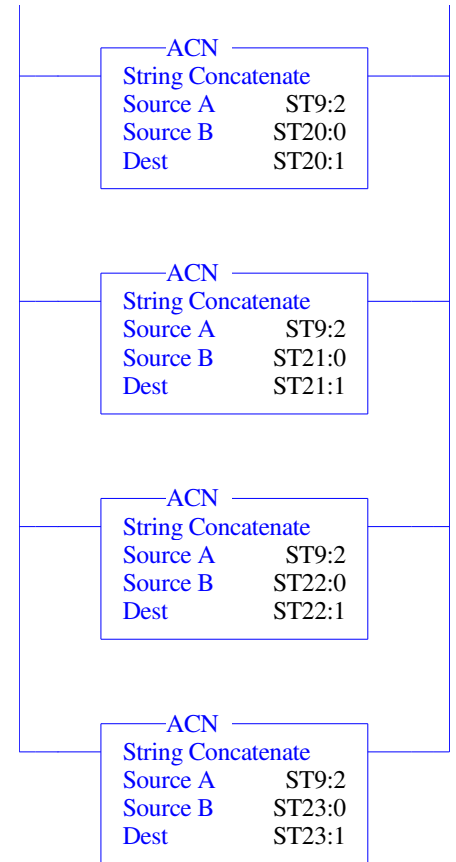 ACN
String Concatenate
Source A ST9:2
Source B ST20:0
Dest ST20:1
ACN
String Concatenate
Source A ST9:2
Source B ST21:0
Dest ST21:1
ACN
String Concatenate
Source A ST9:2
Source B ST22:0
Dest ST22:1
ACN
String Concatenate
Source A ST9:2
Source B ST23:0
Dest ST23:1